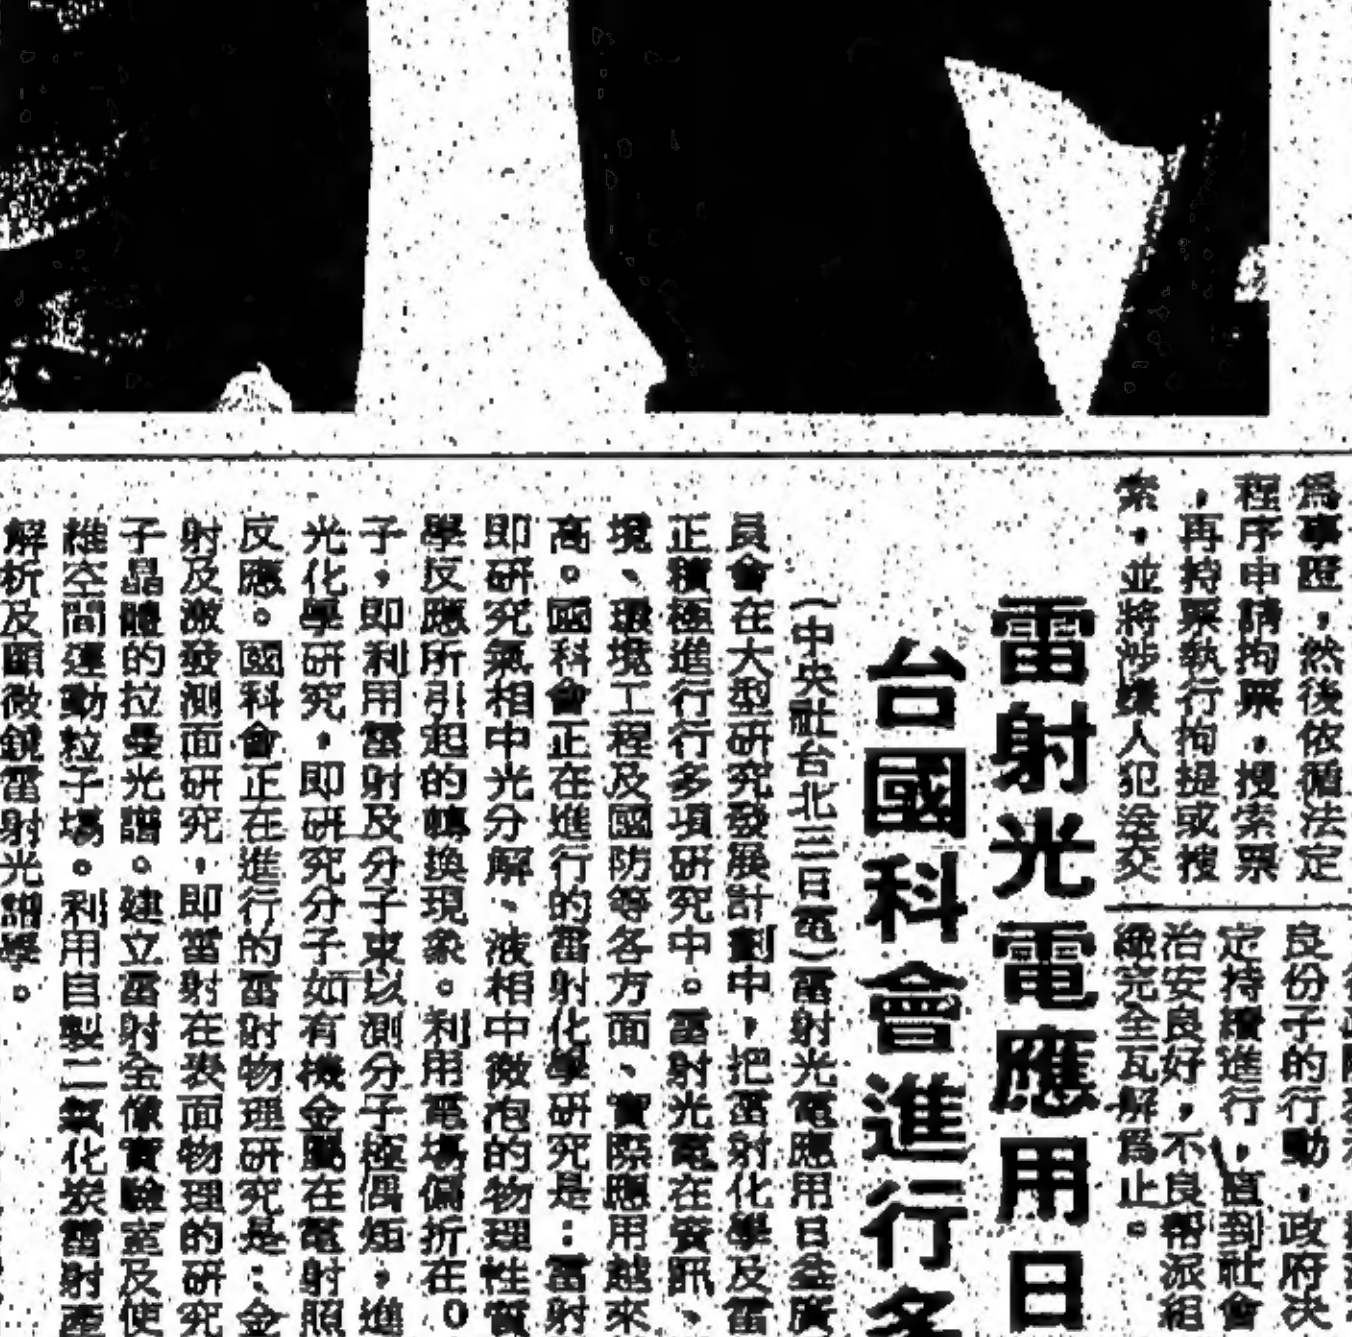 爲事證，然後依循法定
程序申請拘票，搜索票
，再持票執行拘提或搜
索，並將涉嫌人犯送交
良份子的行動，政府決
定持續進行，直到社會
治安良好，不良幫派組
織完全瓦解爲止。
雷射光電應用日
台國科會進行多
（中央社台北三日電）雷射光電應用日益廣
員會在大型研究發展計劃中，把雷射化學及雷
正積極進行多項研究中。雷射光電在資訊、
境、環境工程及國防等各方面、實際應用越來
高。國科會正在進行的雷射化學研究是：雷射
即研究氣相中光分解、液相中微泡的物理性質
學反應所引起的轉換現象。利用電場偏折在0
子，即利用雷射及分子束以測分子極偶矩，進
光化學研究，即研究分子如有機金屬在電射照
反應。國科會正在進行的雷射物理研究是：金
射及激發測面研究，即雷射在表面物理的研究
子晶體的拉曼光譜。建立雷射全像實驗室及使
維空間運動粒子場。利用自製二氧化炭雷射產
解析及顯微鏡雷射光譜學。